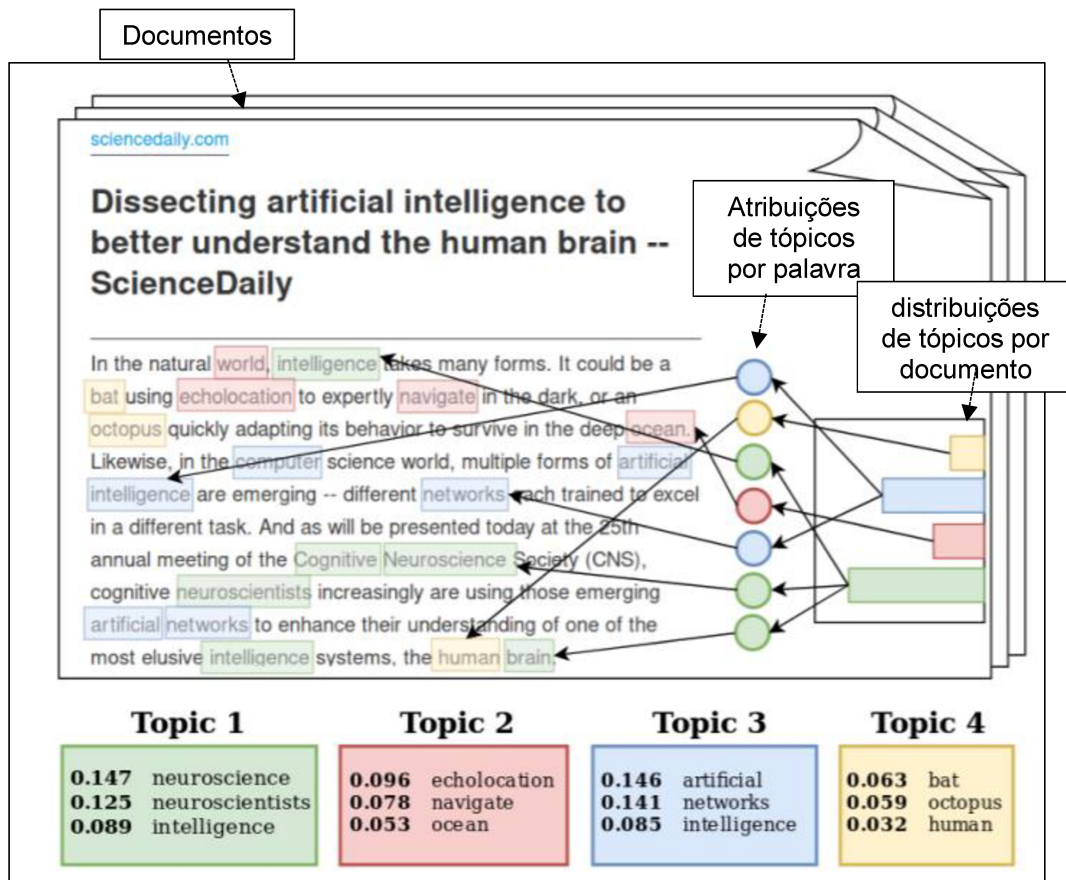 Documentos
sciencedaily.com
Dissecting artificial intelligence to
better understand the human brain --
ScienceDaily
Atribuições
de tópicos
por palavra
distribuições
de tópicos por
documento
In the natural world, intelligence takes many forms. It could be a
bat using echolocation to expertly navigate in the dark, or an
octopus quickly adapting its behavior to survive in the deep ocean.
Likewise, in the computer science world, multiple forms of artificial
intelligence are emerging -- different networks each trained to excel
in a different task. And as will be presented today at the 25th
annual meeting of the Cognitive Neuroscience Society (CNS),
cognitive neuroscientists increasingly are using those emerging
artificial networks to enhance their understanding of one of the
most elusive intelligence systems, the human brain.
Topic 1
0.147 neuroscience
0.125 neuroscientists
0.089 intelligence
Topic 2
0.096 echolocation
0.078 navigate
0.053 ocean
Topic 3
0.146 artificial
0.141 networks
0.085 intelligence
Topic 4
0.063 bat
0.059 octopus
0.032 human